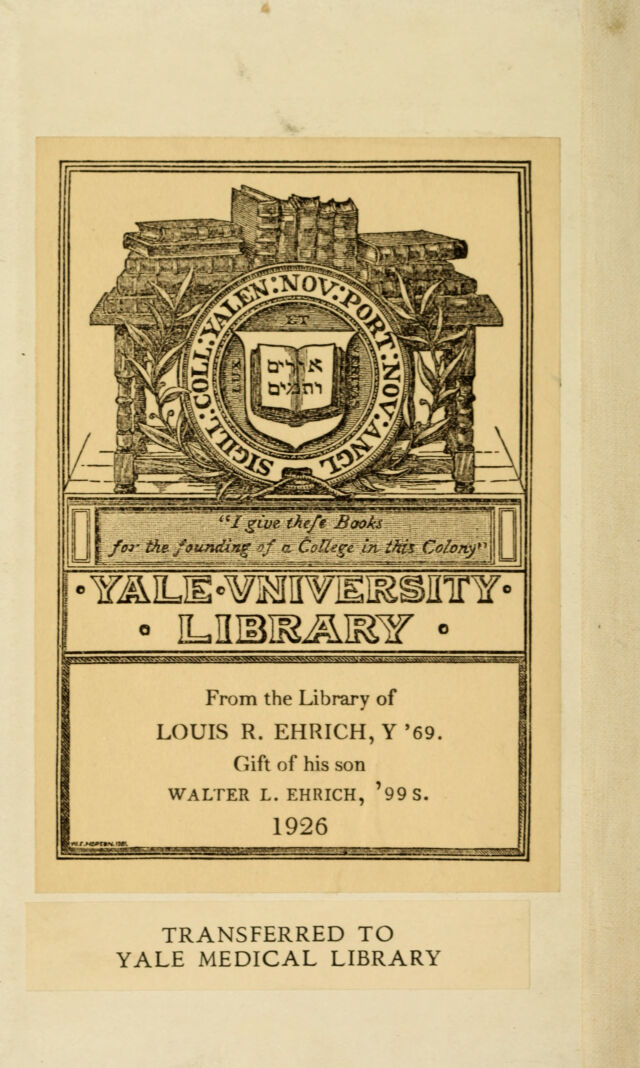 SIGILL:COLL:YALEN:NOV:PORT:NOV:ANGL
ET
LUX
VERITAS
אורים
ותמים
"I give theſe Books
for the founding of a College in this Colony"
·YALE·VNIVERSITY·
· LIBRARY ·
From the Library of
LOUIS R. EHRICH, Y '69.
Gift of his son
WALTER L. EHRICH, '99 S.
1926
TRANSFERRED TO
YALE MEDICAL LIBRARY